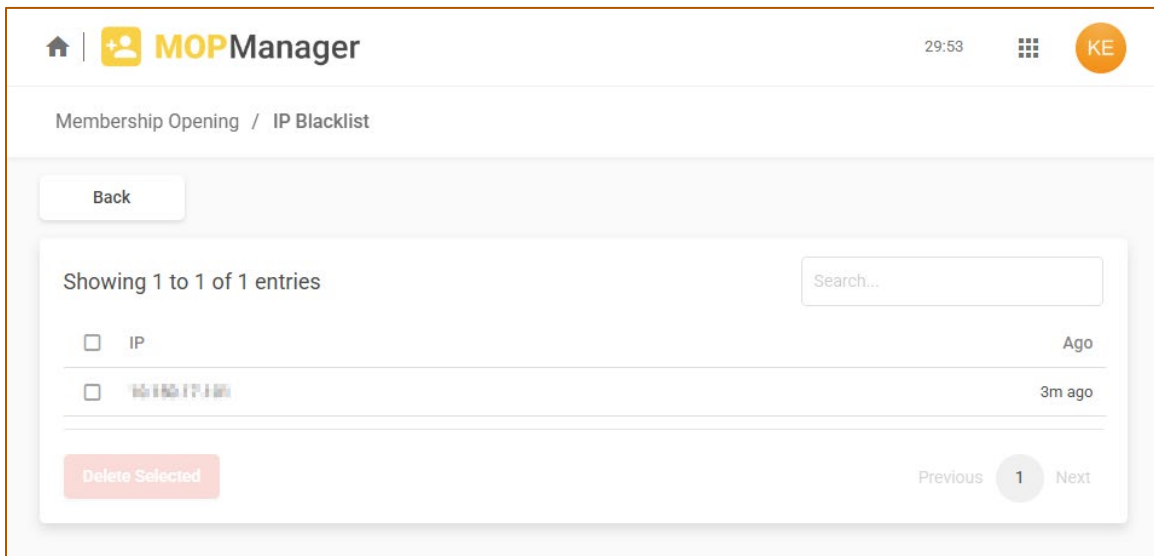 MOPManager 29:53 KE
Membership Opening / IP Blacklist
Back
Showing 1 to 1 of 1 entries Search...
IP Ago
3m ago
Delete Selected Previous 1 Next